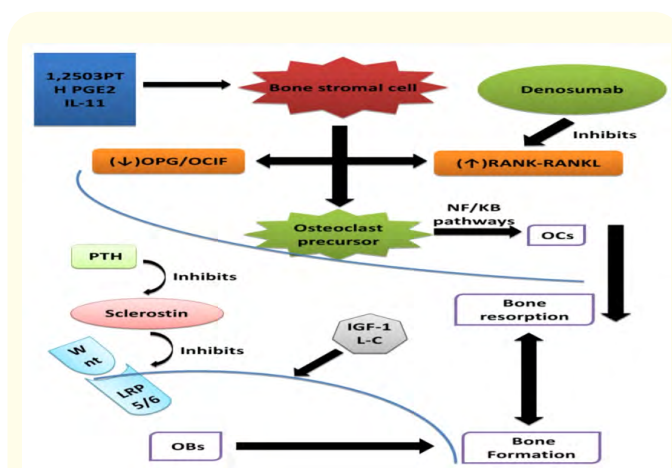 1,2503PT
H PGE2
IL-11
Bone stromal cell
Denosumab
Inhibits
(↓)OPG/OCIF
(↑)RANK-RANKL
NF/KB
pathways
Osteoclast
precursor
OCs
PTH
Inhibits
Sclerostin
Bone
resorption
IGF-1
L-C
Inhibits
W
nt
LRP
5/6
OBs
Bone
Formation